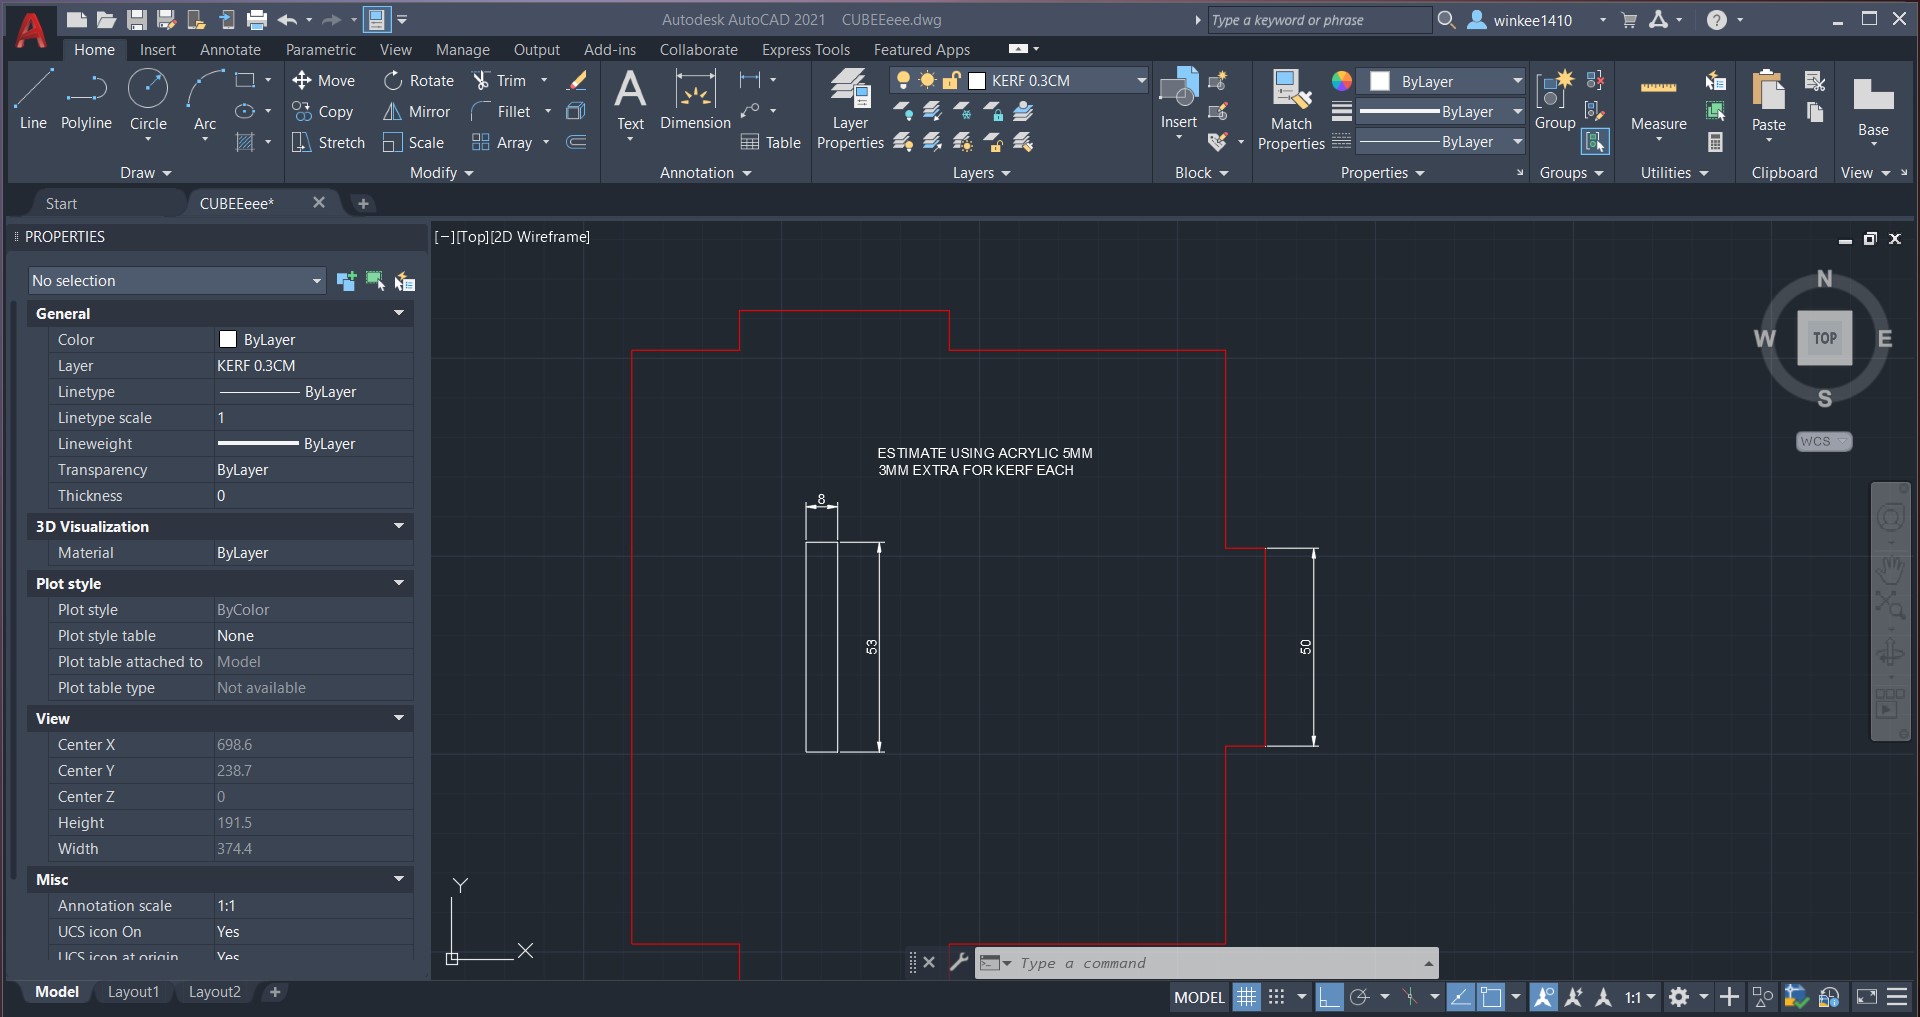 Autodesk AutoCAD 2021 CUBEEeee.dwg
Type a keyword or phrase
winkee1410
Home Insert Annotate Parametric View Manage Output Add-ins Collaborate Express Tools Featured Apps
Line Polyline Circle Arc
Draw
Move Rotate Trim
Copy Mirror Fillet
Stretch Scale Array
Modify
Text Dimension Table
Annotation
Layer Properties
KERF 0.3CM
Layers
Insert
Block
Match Properties
ByLayer
ByLayer
ByLayer
Properties
Group
Groups
Measure
Utilities
Paste
Clipboard
Base
View
Start CUBEEeee*
PROPERTIES
No selection
General
Color ByLayer
Layer KERF 0.3CM
Linetype ByLayer
Linetype scale 1
Lineweight ByLayer
Transparency ByLayer
Thickness 0
3D Visualization
Material ByLayer
Plot style
Plot style ByColor
Plot style table None
Plot table attached to Model
Plot table type Not available
View
Center X 698.6
Center Y 238.7
Center Z 0
Height 191.5
Width 374.4
Misc
Annotation scale 1:1
UCS icon On Yes
UCS icon at origin Yes
[−][Top][2D Wireframe]
ESTIMATE USING ACRYLIC 5MM
3MM EXTRA FOR KERF EACH
8
53
50
N
W TOP E
S
WCS
Y
X
Type a command
Model Layout1 Layout2
MODEL 1:1